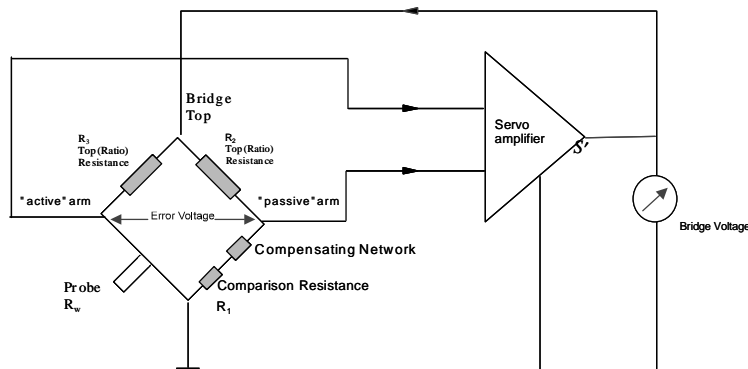 Bridge
Top
R3
Top (Ratio)
Resistance
R2
Top (Ratio)
Resistance
Servo
amplifier
S'
"active" arm
Error Voltage
"passive" arm
Bridge Voltage
Compensating Network
Probe
Rw
Comparison Resistance
R1